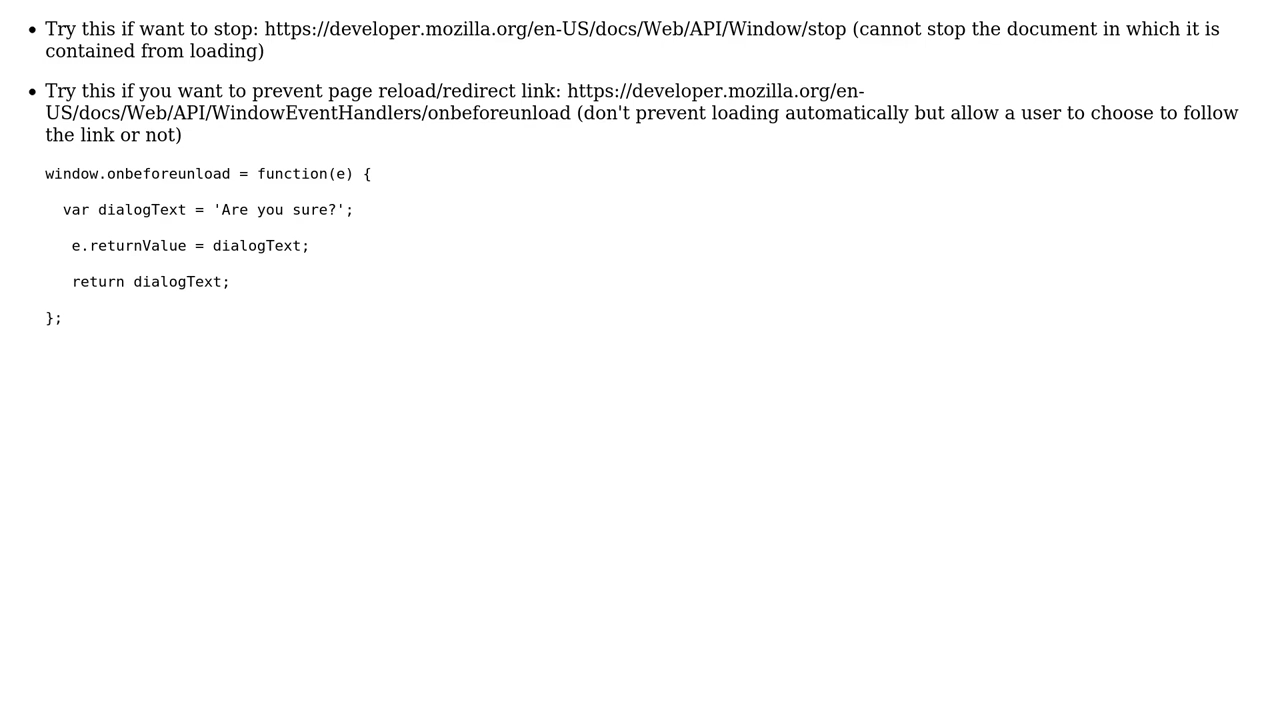 • Try this if want to stop: https://developer.mozilla.org/en-US/docs/Web/API/Window/stop (cannot stop the document in which it is
contained from loading)
• Try this if you want to prevent page reload/redirect link: https://developer.mozilla.org/en-
US/docs/Web/API/WindowEventHandlers/onbeforeunload (don't prevent loading automatically but allow a user to choose to follow
the link or not)
window.onbeforeunload = function(e) {
  var dialogText = 'Are you sure?';
   e.returnValue = dialogText;
   return dialogText;
};